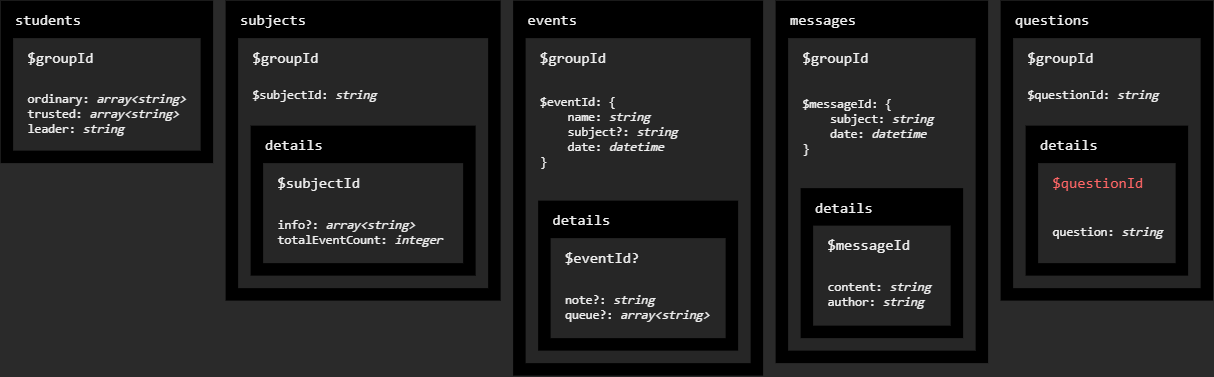 students
$groupId
ordinary: array<string>
trusted: array<string>
leader: string
subjects
$groupId
$subjectId: string
details
$subjectId
info?: array<string>
totalEventCount: integer
events
$groupId
$eventId: {
name: string
subject?: string
date: datetime
}
details
$eventId?
note?: string
queue?: array<string>
messages
$groupId
$messageId: {
subject: string
date: datetime
}
details
$messageId
content: string
author: string
questions
$groupId
$questionId: string
details
$questionId
question: string